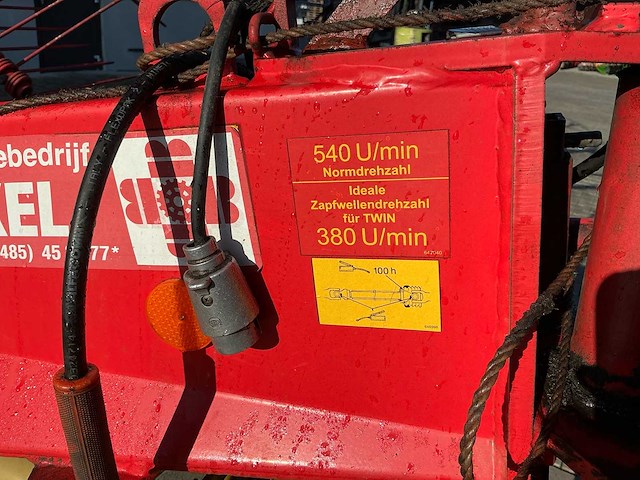 ebedrijf
KEL
485) 45
77*
540 U/min
Normdrehzahl
Ideale
Zapfwellendrehzahl
für TWIN
380 U/min
100 h